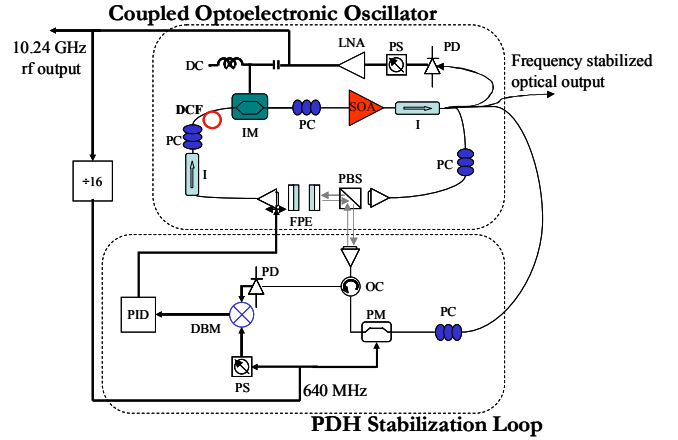 Coupled Optoelectronic Oscillator
10.24 GHz
rf output
LNA
PS
PD
DC
Frequency stabilized
optical output
DCF
SOA
IM
PC
I
PC
÷16
I
PC
PBS
FPE
PD
OC
PID
DBM
PM
PC
PS
640 MHz
PDH Stabilization Loop